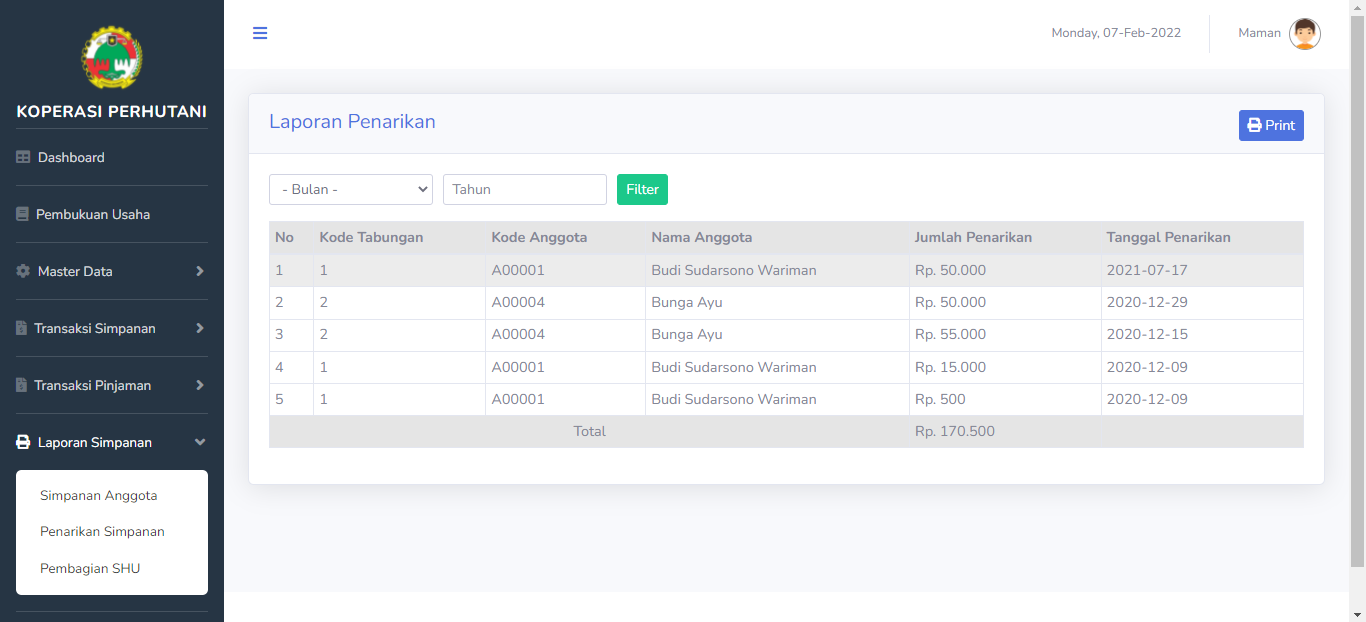 KOPERASI PERHUTANI
Dashboard
Pembukuan Usaha
Master Data
Transaksi Simpanan
Transaksi Pinjaman
Laporan Simpanan
Simpanan Anggota
Penarikan Simpanan
Pembagian SHU
Monday, 07-Feb-2022 Maman
Laporan Penarikan Print
- Bulan - Tahun Filter
No Kode Tabungan Kode Anggota Nama Anggota Jumlah Penarikan Tanggal Penarikan
1 1 A00001 Budi Sudarsono Wariman Rp. 50.000 2021-07-17
2 2 A00004 Bunga Ayu Rp. 50.000 2020-12-29
3 2 A00004 Bunga Ayu Rp. 55.000 2020-12-15
4 1 A00001 Budi Sudarsono Wariman Rp. 15.000 2020-12-09
5 1 A00001 Budi Sudarsono Wariman Rp. 500 2020-12-09
Total Rp. 170.500